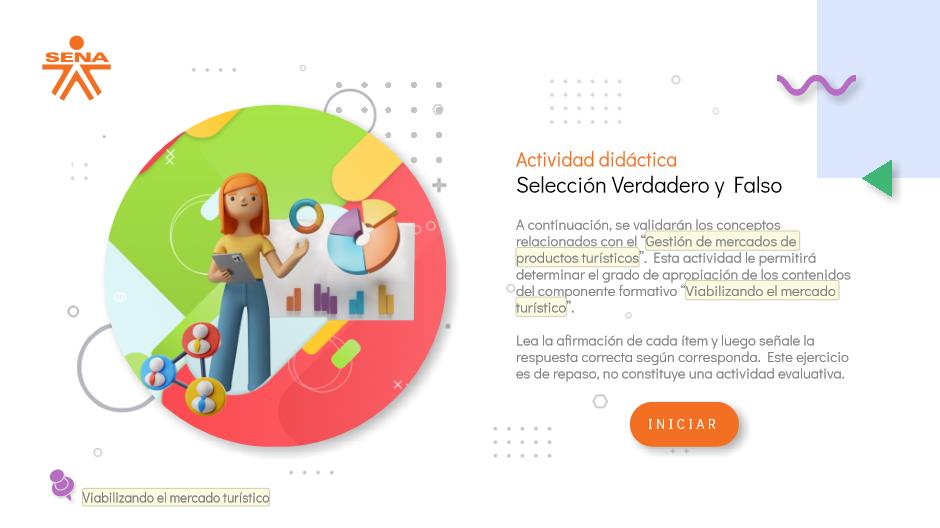 SENA
Actividad didáctica
Selección Verdadero y Falso
A continuación, se validarán los conceptos
relacionados con el “Gestión de mercados de
productos turísticos”. Esta actividad le permitirá
determinar el grado de apropiación de los contenidos
del componente formativo “Viabilizando el mercado
turístico”.
Lea la afirmación de cada ítem y luego señale la
respuesta correcta según corresponda. Este ejercicio
es de repaso, no constituye una actividad evaluativa.
INICIAR
Viabilizando el mercado turístico